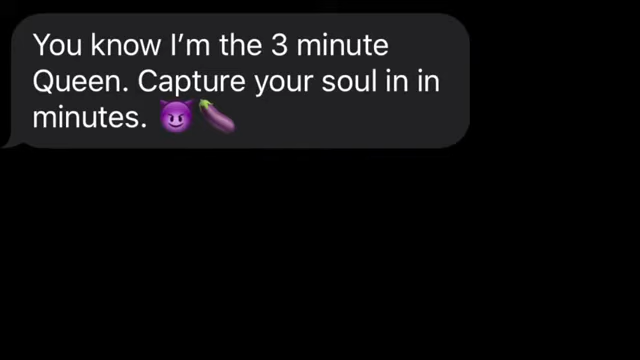 You know I’m the 3 minute
Queen. Capture your soul in in
minutes. 😈🍆